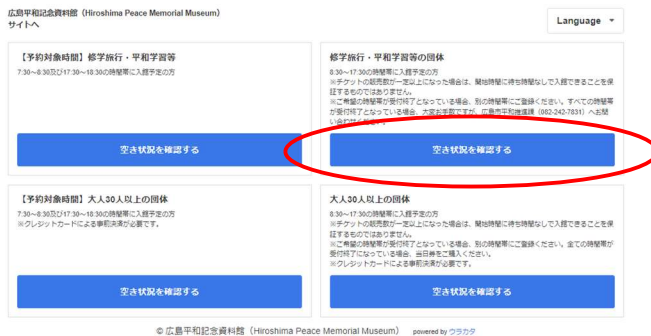 広島平和記念資料館（Hiroshima Peace Memorial Museum）
サイトへ
Language
【予約対象時間】修学旅行・平和学習等
7:30～8:30及び17:30～18:30の時間帯に入館予定の方
空き状況を確認する
修学旅行・平和学習等の団体
8:30～17:30の時間帯に入館予定の方
※チケットの販売数が一定以上になった場合は、開始時間に待ち時間なしで入館できることを保
証するものではありません。
※ご希望の時間帯が受付終了となっている場合、別の時間帯にご登録ください。すべての時間帯
が受付終了となっている場合、大変お手数ですが、広島市平和推進課（082-242-7831）へお問
い合わせください。
空き状況を確認する
【予約対象時間】大人30人以上の団体
7:30～8:30及び17:30～18:30の時間帯に入館予定の方
※クレジットカードによる事前決済が必要です。
空き状況を確認する
大人30人以上の団体
8:30～17:30の時間帯に入館予定の方
※チケットの販売数が一定以上になった場合は、開始時間に待ち時間なしで入館できることを保
証するものではありません。
※ご希望の時間帯が受付終了となっている場合、別の時間帯にご登録ください。全ての時間帯が
受付終了になっている場合、当日券をご購入ください。
※クレジットカードによる事前決済が必要です。
空き状況を確認する
© 広島平和記念資料館（Hiroshima Peace Memorial Museum） powered by ウラカタ